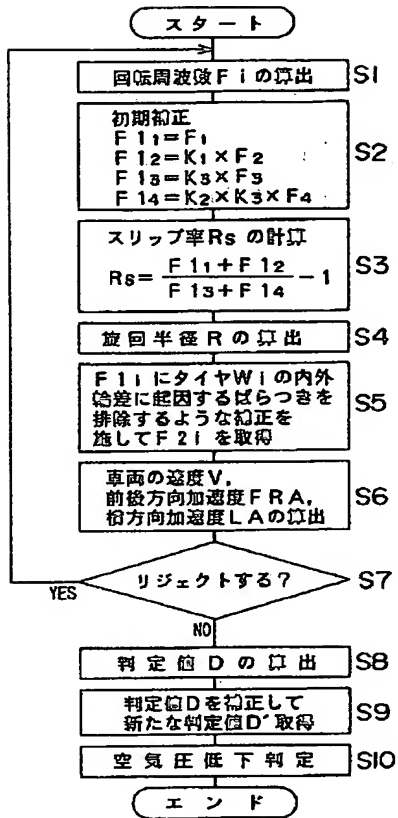 スタート
回転周波数Fiの算出 S1
初期補正
F1₁=F₁
F1₂=K₁×F₂
F1₃=K₃×F₃
F1₄=K₂×K₃×F₄
S2
スリップ率Rs の計算
Rs= F1₁+F1₂ / F1₃+F1₄ -1
S3
旋回半径Rの算出 S4
F1iにタイヤWiの内外
輪差に起因するばらつきを
排除するような補正を
施してF2iを取得
S5
車両の速度V,
前後方向加速度FRA,
横方向加速度LAの算出
S6
リジェクトする? S7
YES
NO
判定値Dの算出 S8
判定値Dを補正して
新たな判定値D´取得
S9
空気圧低下判定 S10
エンド